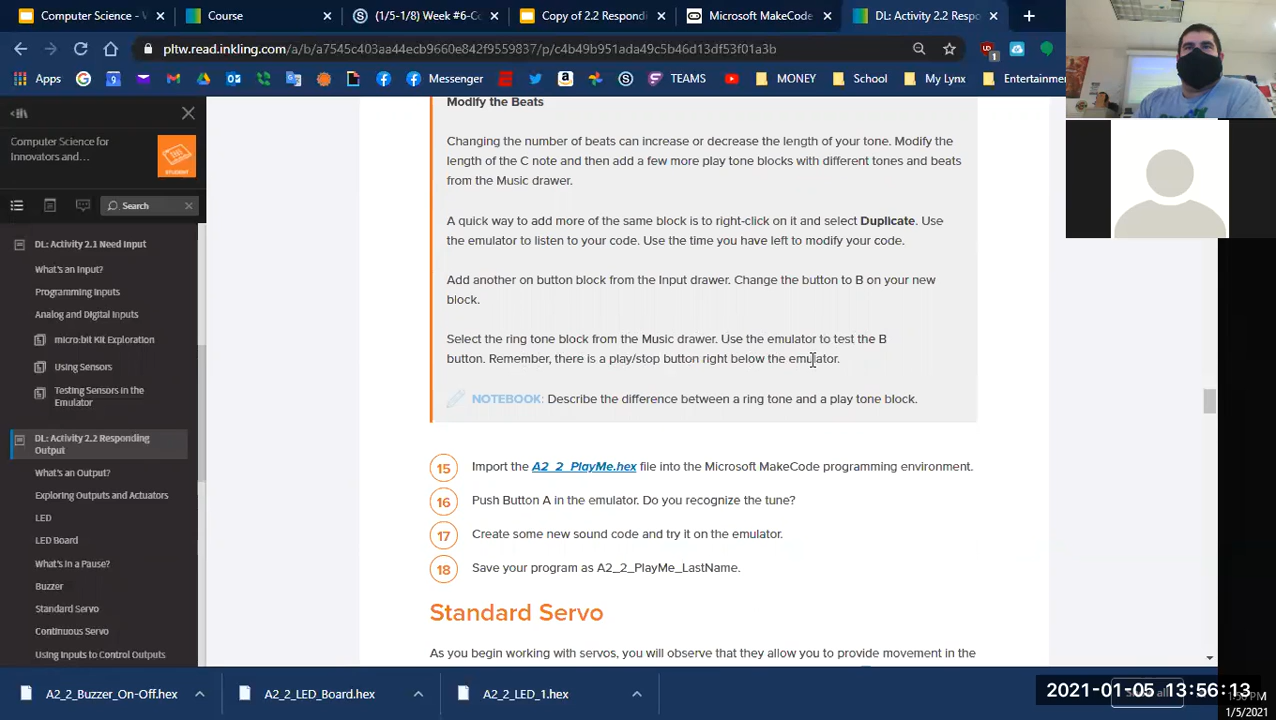 Computer S
Course
(1/5-1/8) Week #6-
Copy of 2.2 Respondi
Microsoft MakeCode
DL: Activity 2.2 Respo
pltw.read.inkling.com/a/b/a7545c403aa44ecb9660e842f9559837/p/c4b49b951ada49c5b46d13df53f01a3b
Apps
Messenger
TEAMS
MONEY
School
My Lynx
Entertainment
Computer Science for
Innovators and...
Search
DL: Activity 2.1 Need Input
What's an Input?
Programming Inputs
Analog and Digital Inputs
micro:bit Kit Exploration
Using Sensors
Testing Sensors in the
Emulator
DL: Activity 2.2 Responding
Output
What's an Output?
Exploring Outputs and Actuators
LED
LED Board
What's in a Pause?
Buzzer
Standard Servo
Continuous Servo
Using Inputs to Control Outputs
Modify the Beats
Changing the number of beats can increase or decrease the length of your tone. Modify the
length of the C note and then add a few more play tone blocks with different tones and beats
from the Music drawer.
A quick way to add more of the same block is to right-click on it and select Duplicate. Use
the emulator to listen to your code. Use the time you have left to modify your code.
Add another on button block from the Input drawer. Change the button to B on your new
block.
Select the ring tone block from the Music drawer. Use the emulator to test the B
button. Remember, there is a play/stop button right below the emulator.
NOTEBOOK: Describe the difference between a ring tone and a play tone block.
15 Import the A2_2_PlayMe.hex file into the Microsoft MakeCode programming environment.
16 Push Button A in the emulator. Do you recognize the tune?
17 Create some new sound code and try it on the emulator.
18 Save your program as A2_2_PlayMe_LastName.
Standard Servo
As you begin working with servos, you will observe that they allow you to provide movement in the
A2_2_Buzzer_On-Off.hex
A2_2_LED_Board.hex
A2_2_LED_1.hex
2021-01-05 13:56:13
1/5/2021